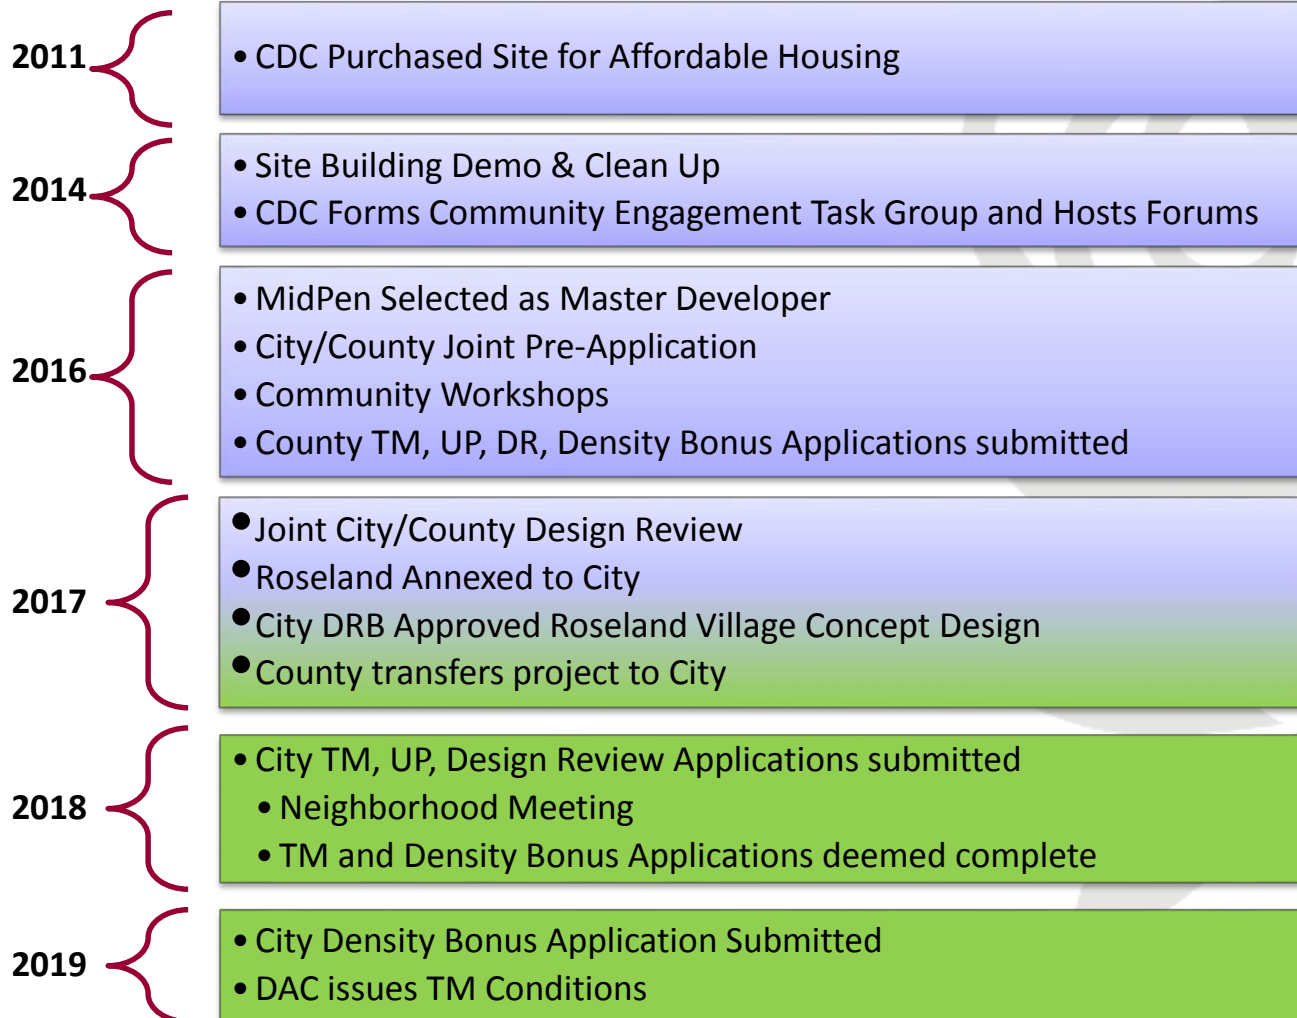 2011
• CDC Purchased Site for Affordable Housing
2014
• Site Building Demo & Clean Up
• CDC Forms Community Engagement Task Group and Hosts Forums
2016
• MidPen Selected as Master Developer
• City/County Joint Pre-Application
• Community Workshops
• County TM, UP, DR, Density Bonus Applications submitted
2017
• Joint City/County Design Review
• Roseland Annexed to City
• City DRB Approved Roseland Village Concept Design
• County transfers project to City
2018
• City TM, UP, Design Review Applications submitted
• Neighborhood Meeting
• TM and Density Bonus Applications deemed complete
2019
• City Density Bonus Application Submitted
• DAC issues TM Conditions